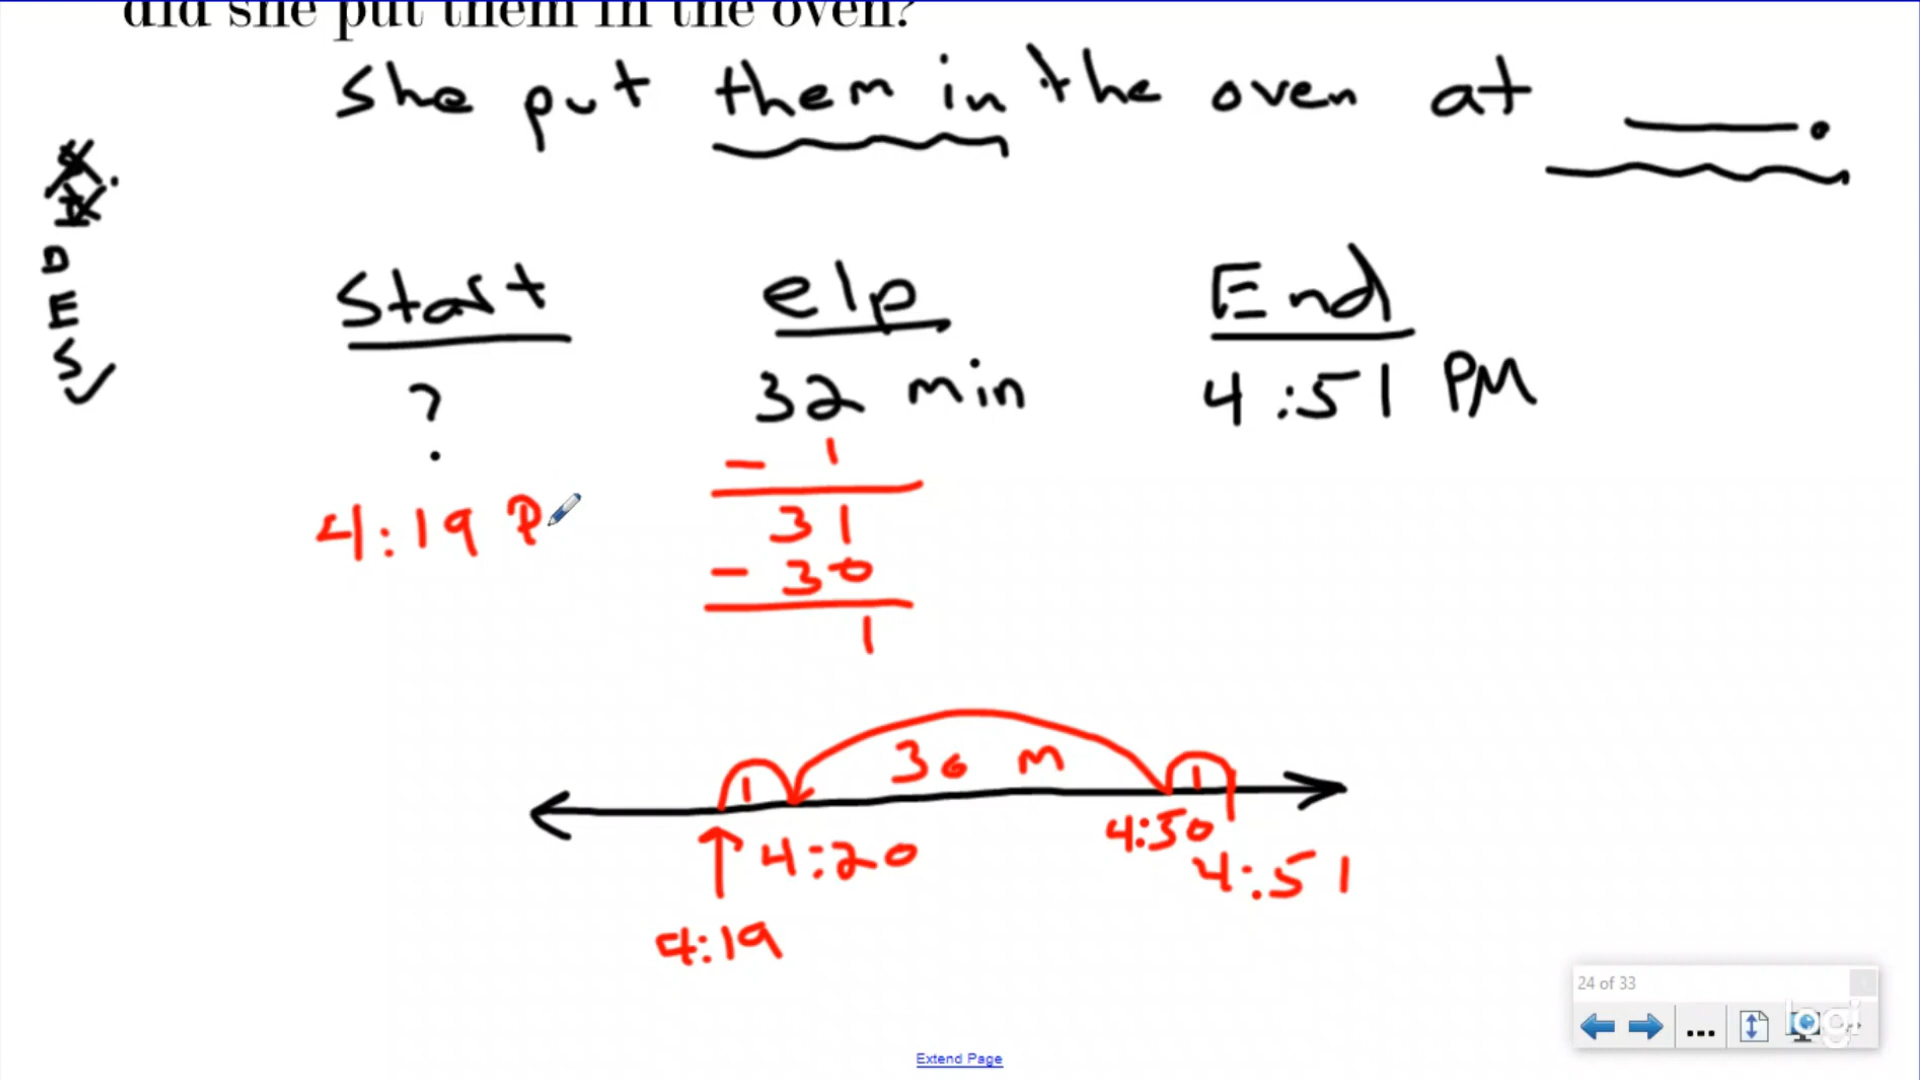 did she put them in the oven?
She put them in the oven at ____.
D
E
S
Start elp End
? 32 min 4:51 PM
- 1
4:19 P 31
- 30
1
1 30 m 1
4:20 4:50
4:51
4:19
24 of 33
...
logi
Extend Page